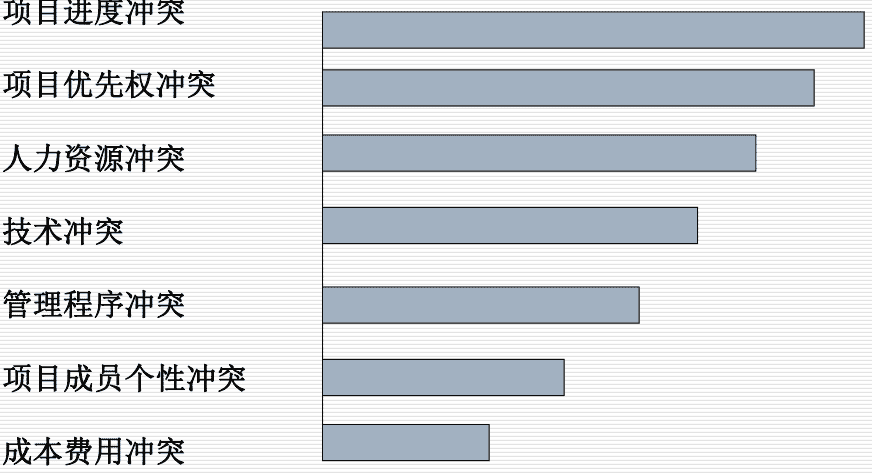 项目进度冲突
项目优先权冲突
人力资源冲突
技术冲突
管理程序冲突
项目成员个性冲突
成本费用冲突